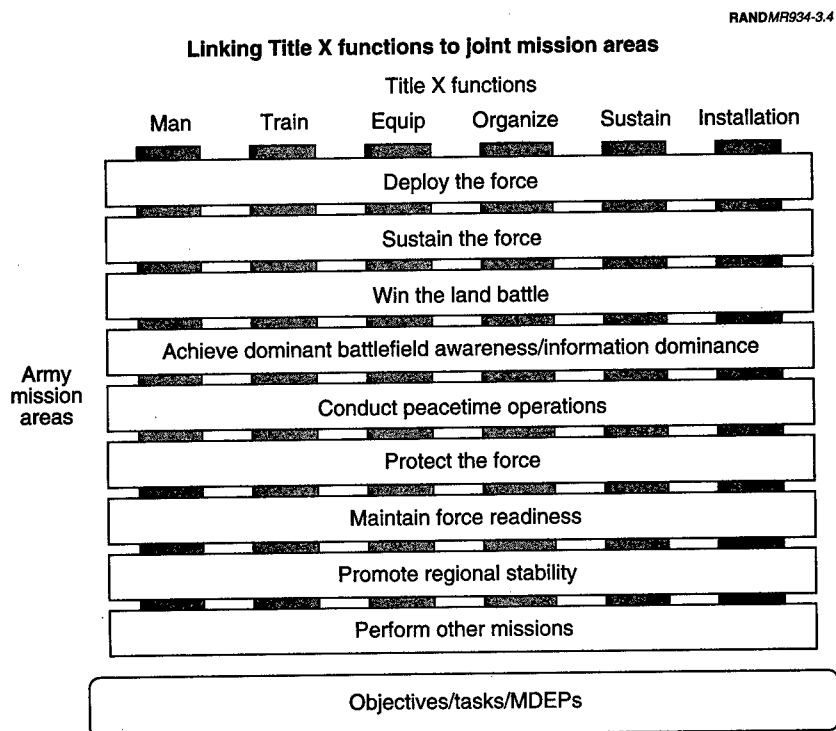 RANDMR934-3.4
Linking Title X functions to joint mission areas
Title X functions
Man Train Equip Organize Sustain Installation
Deploy the force
Sustain the force
Win the land battle
Achieve dominant battlefield awareness/information dominance
Army
mission
areas
Conduct peacetime operations
Protect the force
Maintain force readiness
Promote regional stability
Perform other missions
Objectives/tasks/MDEPs